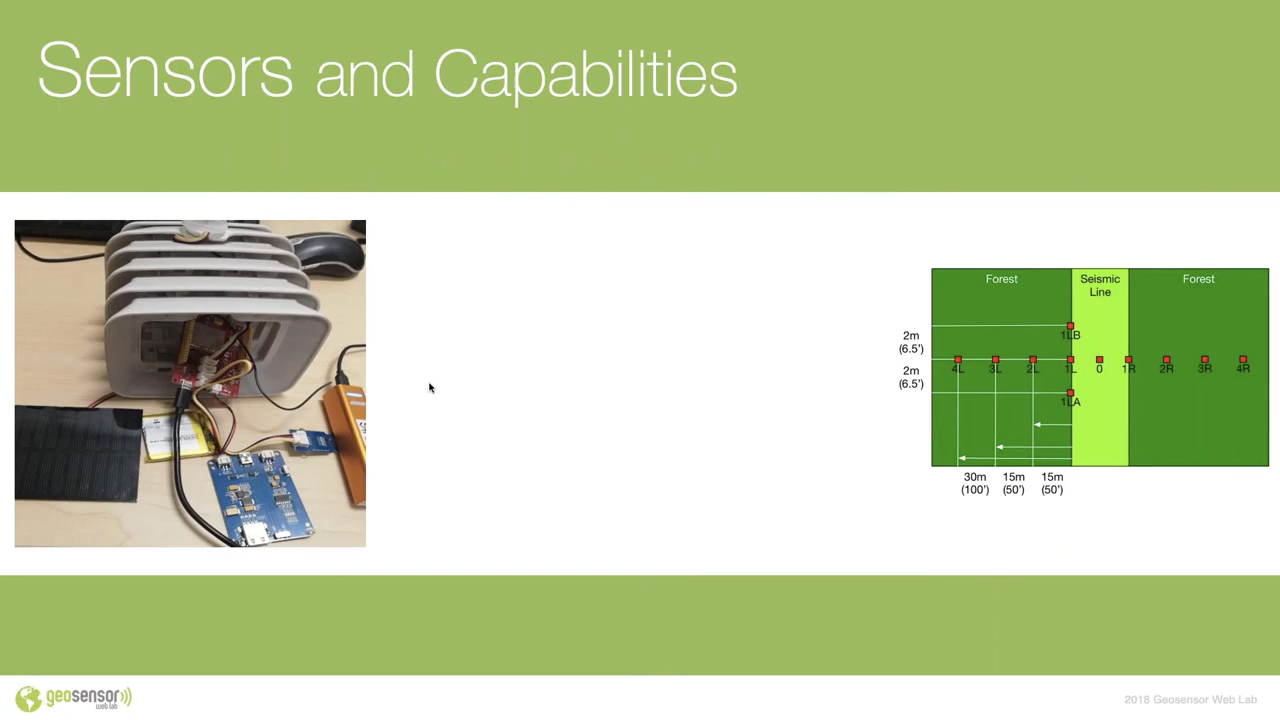 Sensors and Capabilities
Forest
Seismic
Line
Forest
2m
(6.5')
2m
(6.5')
1LB
4L
3L
2L
1L
0
1R
2R
3R
4R
1LA
30m
(100')
15m
(50')
15m
(50')
geosensor
web lab
2018 Geosensor Web Lab